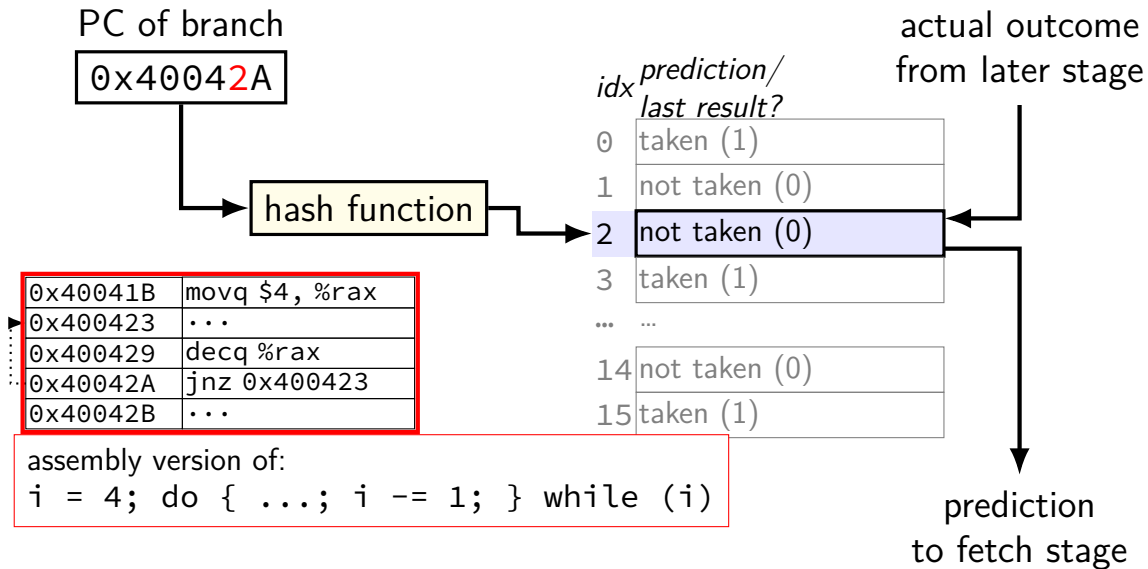 PC of branch
0x40042A
actual outcome
from later stage
idx prediction/
last result?
0 taken (1)
1 not taken (0)
hash function
2 not taken (0)
3 taken (1)
… …
14 not taken (0)
15 taken (1)
0x40041B movq $4, %rax
0x400423 ···
0x400429 decq %rax
0x40042A jnz 0x400423
0x40042B ···
assembly version of:
i = 4; do { ...; i -= 1; } while (i)
prediction
to fetch stage